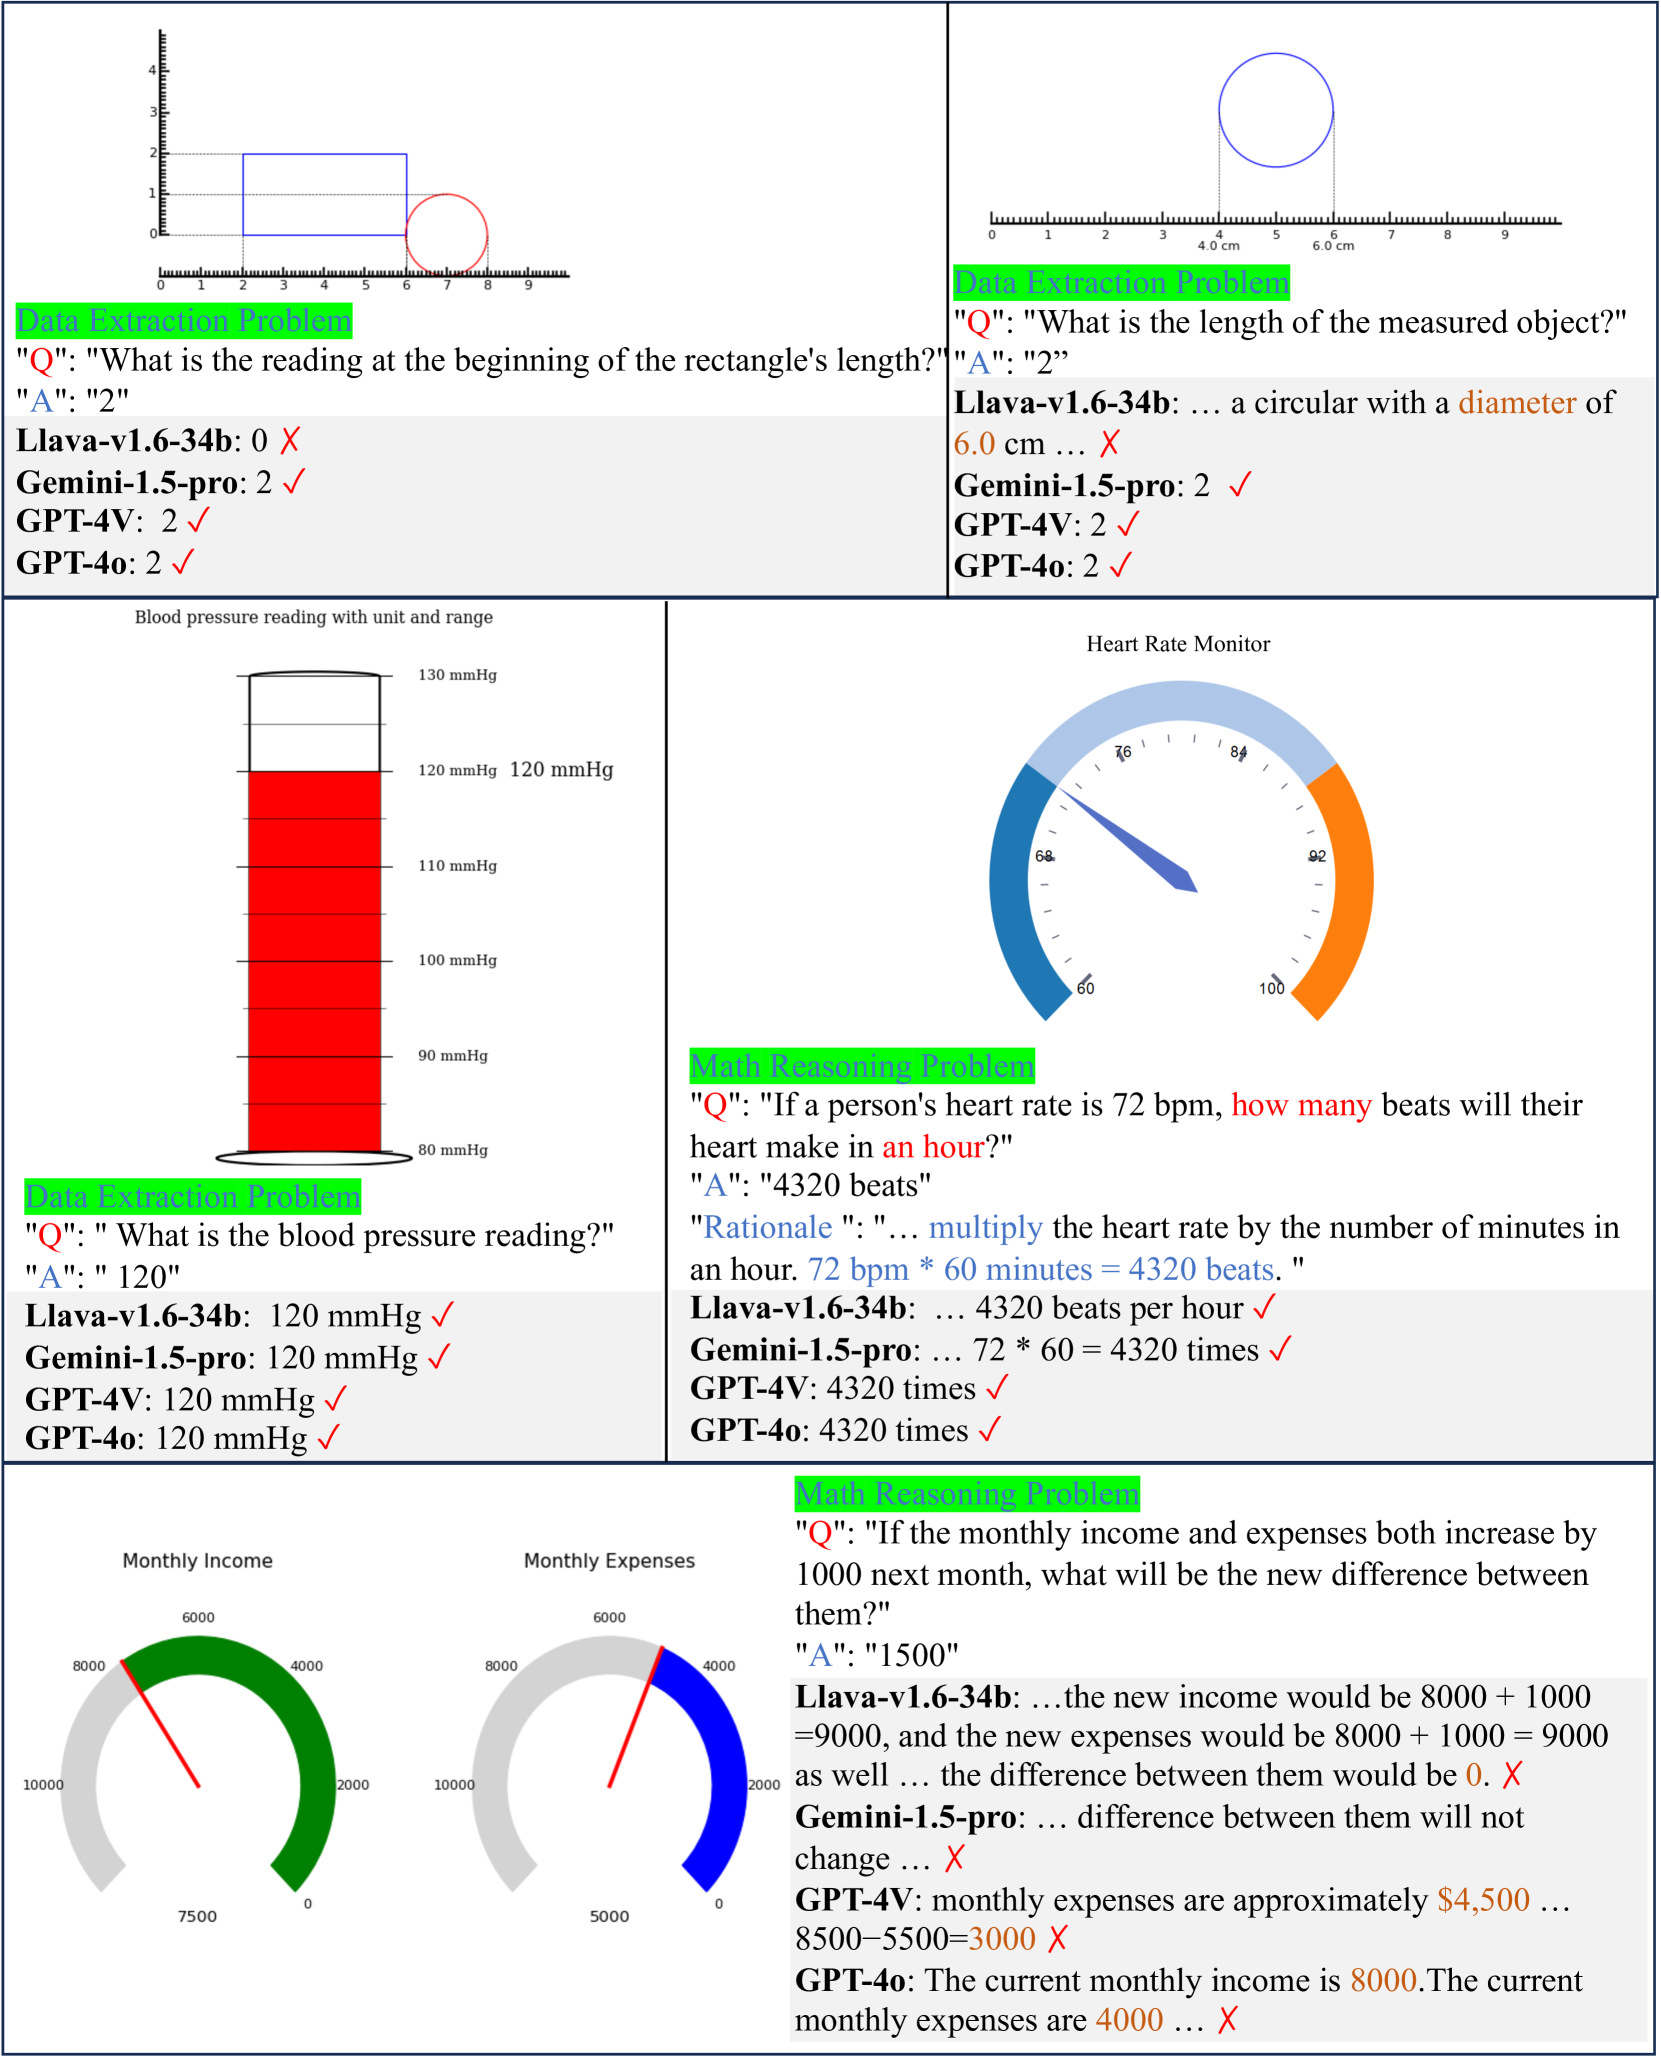 4
3
2
1
0
0 1 2 3 4 5 6 7 8 9
Data Extraction Problem
"Q": "What is the reading at the beginning of the rectangle's length?"
"A": "2"
Llava-v1.6-34b: 0 ✗
Gemini-1.5-pro: 2 ✓
GPT-4V: 2 ✓
GPT-4o: 2 ✓
0 1 2 3 4 5 6 7 8 9
4.0 cm 6.0 cm
Data Extraction Problem
"Q": "What is the length of the measured object?"
"A": "2”
Llava-v1.6-34b: … a circular with a diameter of
6.0 cm … ✗
Gemini-1.5-pro: 2 ✓
GPT-4V: 2 ✓
GPT-4o: 2 ✓
Blood pressure reading with unit and range
130 mmHg
120 mmHg 120 mmHg
110 mmHg
100 mmHg
90 mmHg
80 mmHg
Data Extraction Problem
"Q": " What is the blood pressure reading?"
"A": " 120"
Llava-v1.6-34b: 120 mmHg ✓
Gemini-1.5-pro: 120 mmHg ✓
GPT-4V: 120 mmHg ✓
GPT-4o: 120 mmHg ✓
Heart Rate Monitor
76 84
68 92
60 100
Math Reasoning Problem
"Q": "If a person's heart rate is 72 bpm, how many beats will their
heart make in an hour?"
"A": "4320 beats"
"Rationale ": "… multiply the heart rate by the number of minutes in
an hour. 72 bpm * 60 minutes = 4320 beats. "
Llava-v1.6-34b: … 4320 beats per hour ✓
Gemini-1.5-pro: … 72 * 60 = 4320 times ✓
GPT-4V: 4320 times ✓
GPT-4o: 4320 times ✓
Monthly Income
6000
8000 4000
10000 2000
0
7500
Monthly Expenses
6000
8000 4000
10000 2000
0
5000
Math Reasoning Problem
"Q": "If the monthly income and expenses both increase by
1000 next month, what will be the new difference between
them?"
"A": "1500"
Llava-v1.6-34b: …the new income would be 8000 + 1000
=9000, and the new expenses would be 8000 + 1000 = 9000
as well … the difference between them would be 0. ✗
Gemini-1.5-pro: … difference between them will not
change … ✗
GPT-4V: monthly expenses are approximately $4,500 …
8500−5500=3000 ✗
GPT-4o: The current monthly income is 8000.The current
monthly expenses are 4000 … ✗